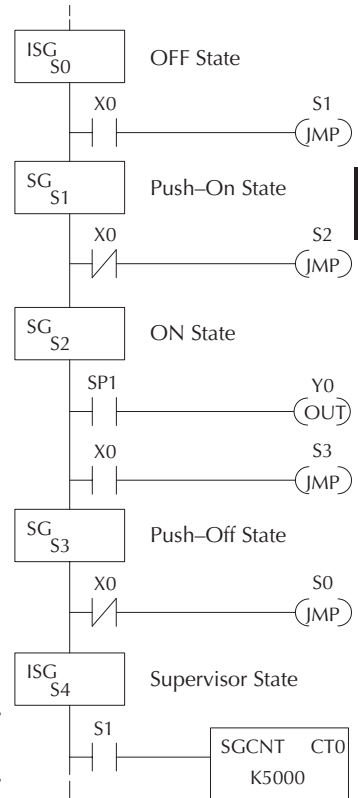 ISG
S0
OFF State
X0
S1
JMP
SG
S1
Push–On State
X0
S2
JMP
SG
S2
ON State
SP1
Y0
OUT
X0
S3
JMP
SG
S3
Push–Off State
X0
S0
JMP
ISG
S4
Supervisor State
S1
SGCNT CT0
K5000